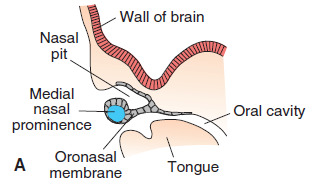 Wall of brain
Nasal
pit
Medial
nasal
prominence
Oral cavity
A
Oronasal
membrane
Tongue